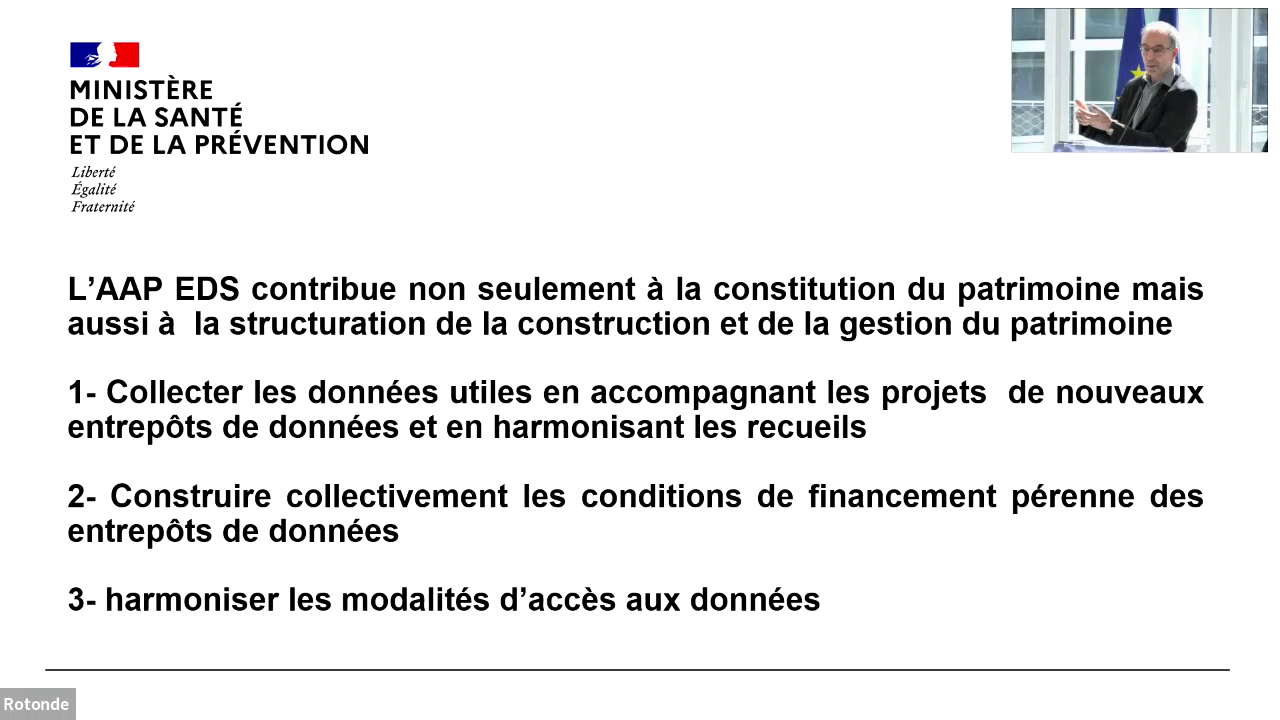 MINISTÈRE
DE LA SANTÉ
ET DE LA PRÉVENTION
Liberté
Égalité
Fraternité
L’AAP EDS contribue non seulement à la constitution du patrimoine mais
aussi à  la structuration de la construction et de la gestion du patrimoine
1- Collecter les données utiles en accompagnant les projets  de nouveaux
entrepôts de données et en harmonisant les recueils
2- Construire collectivement les conditions de financement pérenne des
entrepôts de données
3- harmoniser les modalités d’accès aux données
Rotonde